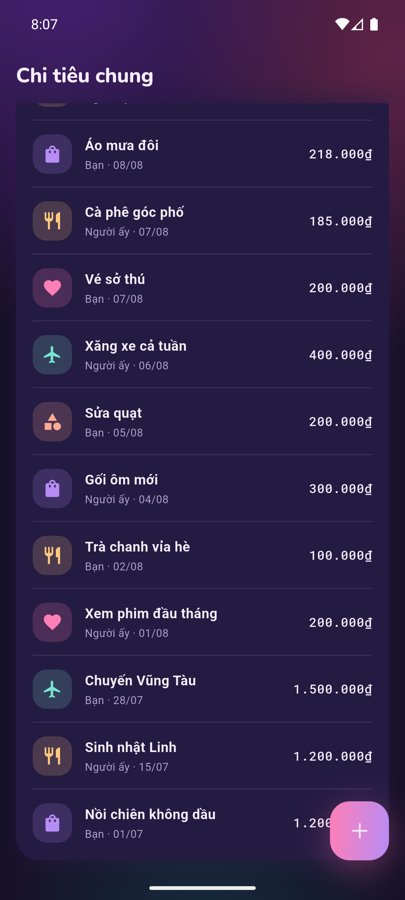 8:07
Chi tiêu chung
Áo mưa đôi
218.000₫
Bạn · 08/08
Cà phê góc phố
185.000₫
Người ấy · 07/08
Vé sở thú
200.000₫
Bạn · 07/08
Xăng xe cả tuần
400.000₫
Người ấy · 06/08
Sửa quạt
200.000₫
Bạn · 05/08
Gối ôm mới
300.000₫
Người ấy · 04/08
Trà chanh vỉa hè
100.000₫
Bạn · 02/08
Xem phim đầu tháng
200.000₫
Người ấy · 01/08
Chuyến Vũng Tàu
1.500.000₫
Bạn · 28/07
Sinh nhật Linh
1.200.000₫
Người ấy · 15/07
Nồi chiên không dầu
1.200
Bạn · 01/07